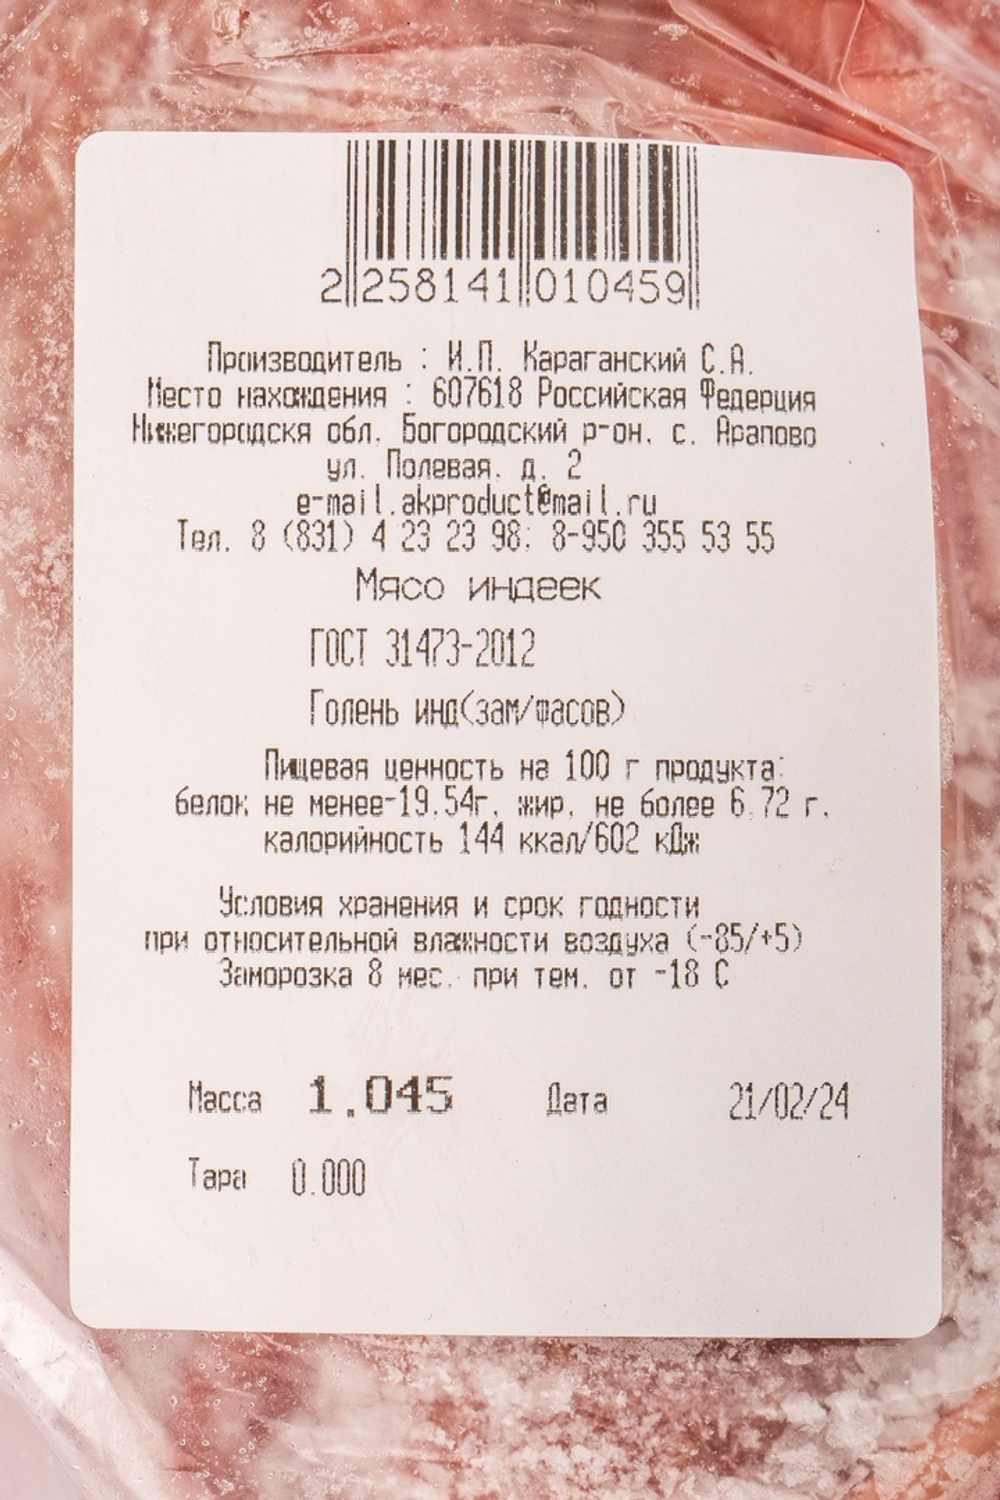 2 258141 010459
Производитель : И.П. Караганский С.А.
Место нахождения : 607618 Российская Федерция
Нижегородскя обл. Богородский р-он. с. Арапово
ул. Полевая. д. 2
e-mail.akproduct@mail.ru
Тел. 8 (831) 4 23 23 98; 8-950 355 53 55
Мясо индеек
ГОСТ 31473-2012
Голень инд(зам/фасов)
Пищевая ценность на 100 г продукта:
белок не менее-19.54г, жир, не более 6,72 г.
калорийность 144 ккал/602 кДж
Условия хранения и срок годности
при относительной влажности воздуха (-85/+5)
Заморозка 8 мес. при тем. от -18 С
Масса 1.045 Дата 21/02/24
Тара 0.000